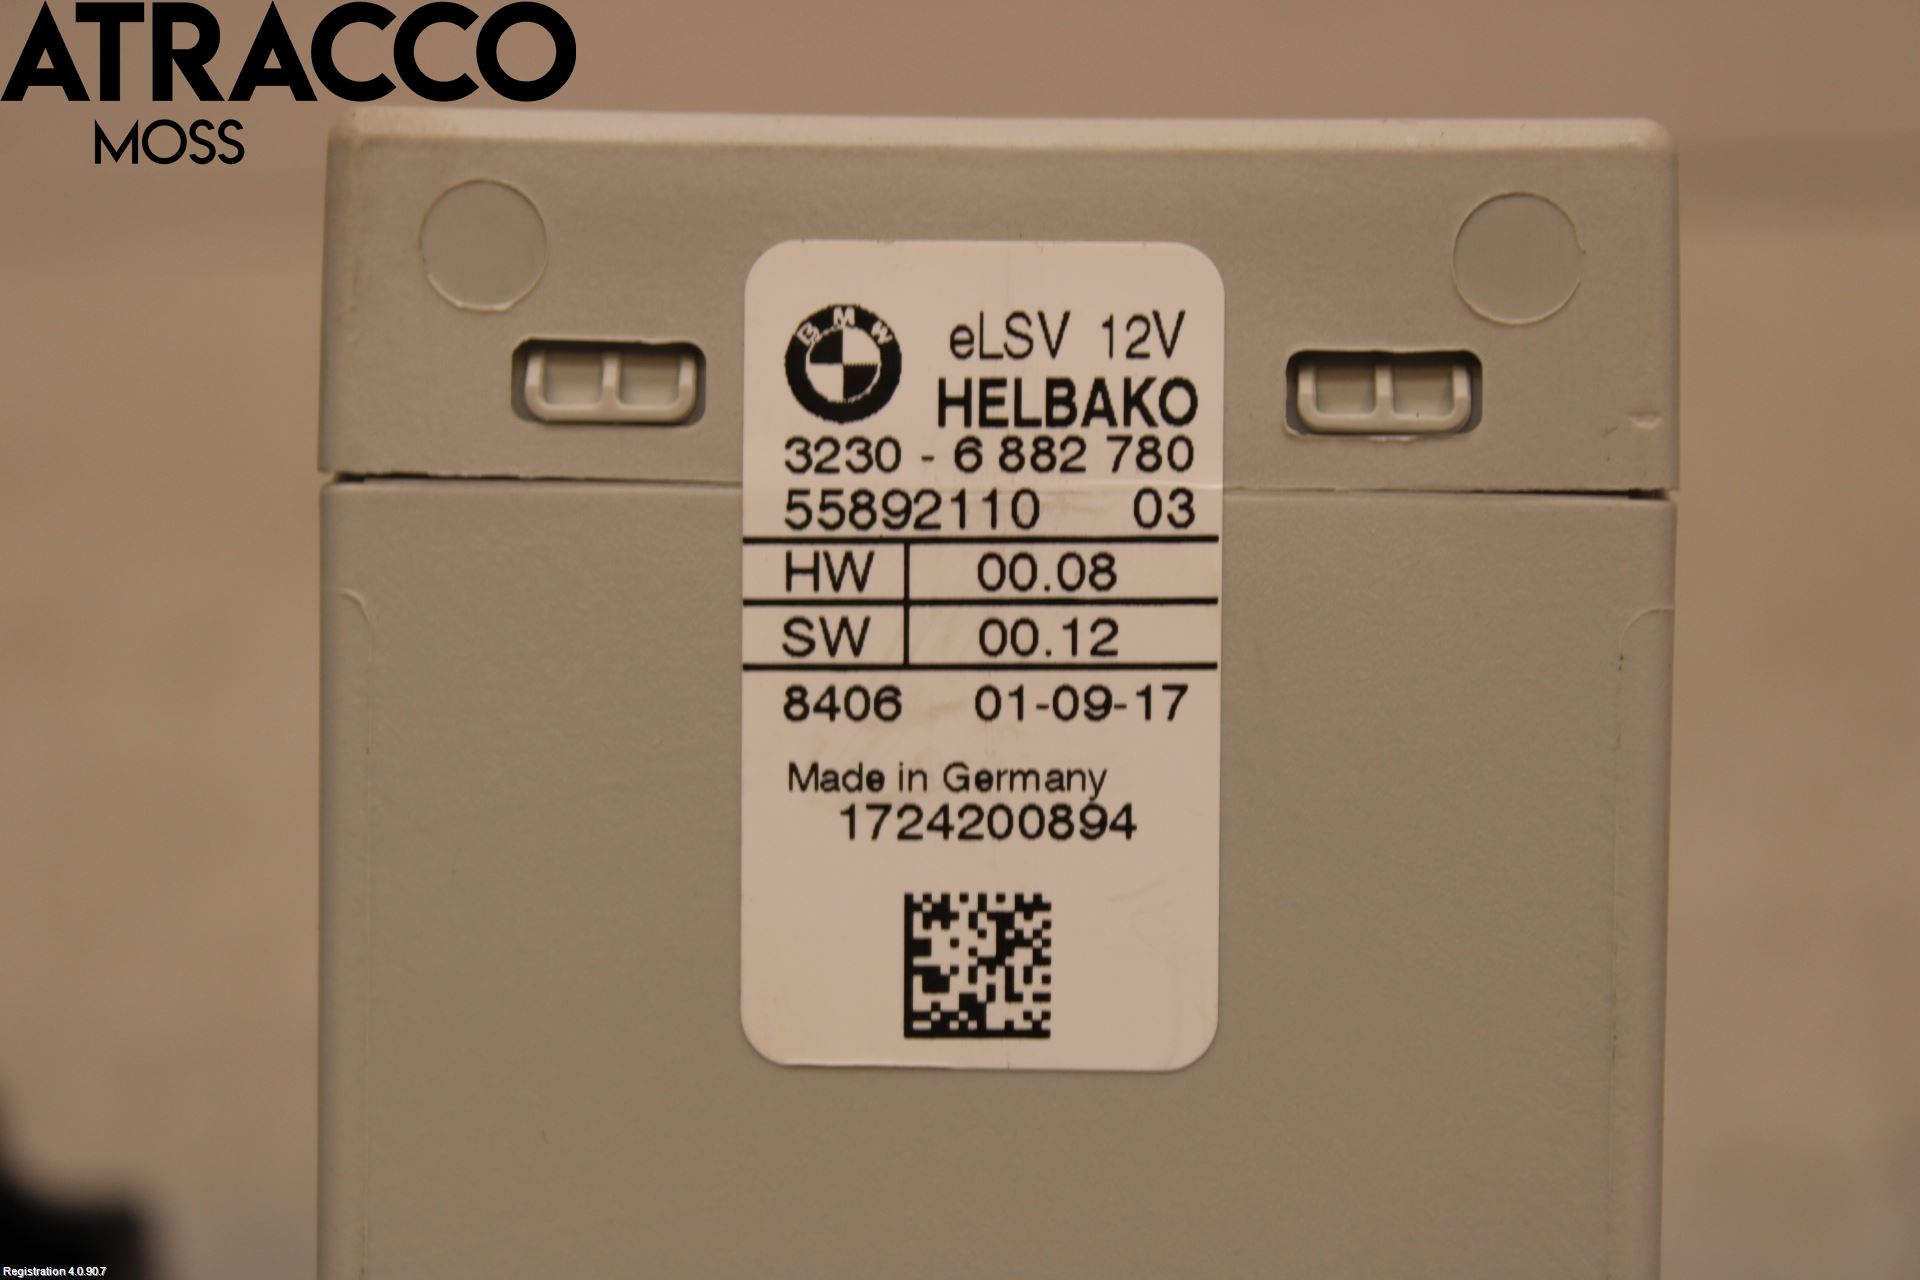 ATRACCO
MOSS
BMW
eLSV 12V
HELBAKO
3230 - 6 882 780
55892110 03
HW 00.08
SW 00.12
8406 01-09-17
Made in Germany
1724200894
Registration 4.0.90.7